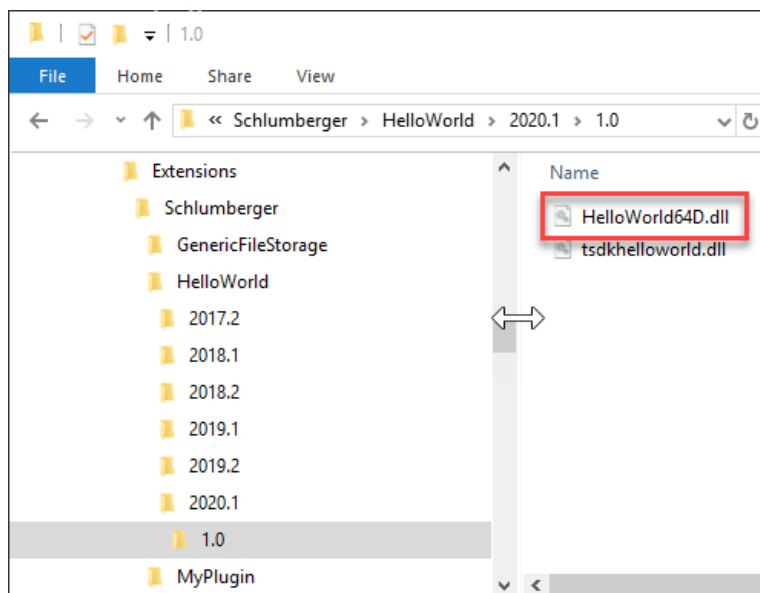 1.0
File Home Share View
« Schlumberger > HelloWorld > 2020.1 > 1.0
Extensions
Schlumberger
GenericFileStorage
HelloWorld
2017.2
2018.1
2018.2
2019.1
2019.2
2020.1
1.0
MyPlugin
Name
HelloWorld64D.dll
tsdkhelloworld.dll